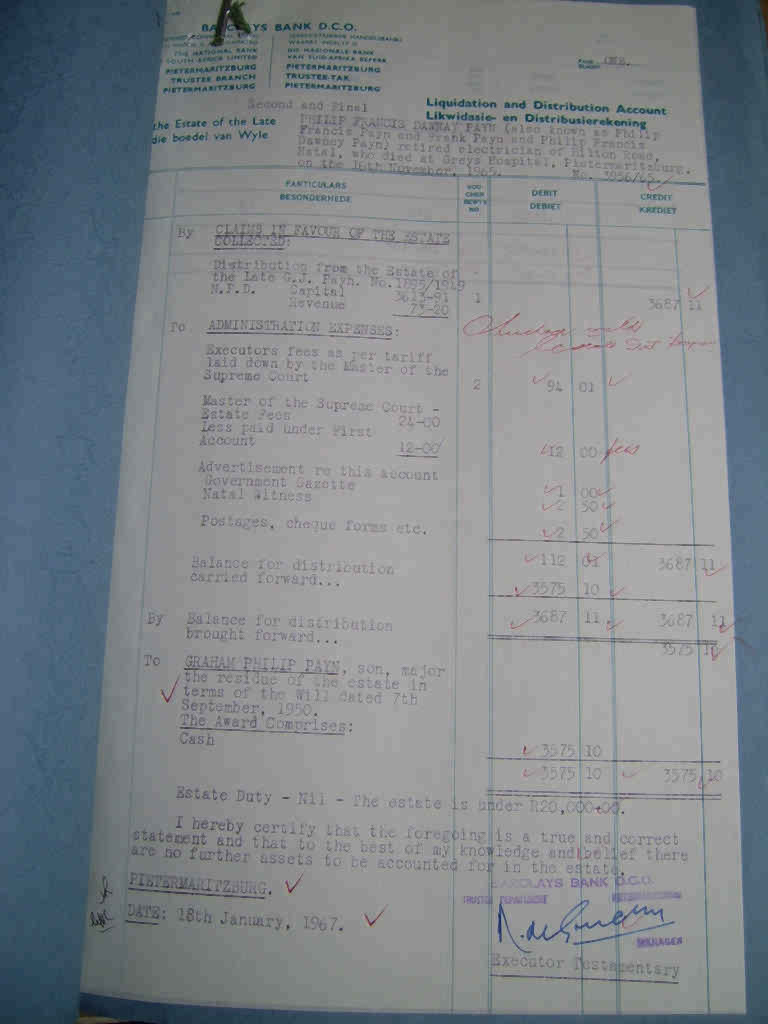 BARCLAYS BANK D.C.O.
THE NATIONAL BANK
SOUTH AFRICA LIMITED
PIETERMARITZBURG
TRUSTEE BRANCH
PIETERMARITZBURG
DIE NASIONALE BANK
VAN SUID-AFRIKA BEPERK
PIETERMARITZBURG
TRUSTEE-TAK
PIETERMARITZBURG
ONE.
Second and Final
Liquidation and Distribution Account
Likwidasie- en Distribusierekening
the Estate of the Late
die boedel van Wyle
PHILIP FRANCIS DAWNAY PAYN (also known as Philip
Francis Payn and Frank Payn and Philip Francis
Dawney Payn) retired electrician of Hilton Road,
Natal, who died at Greys Hospital, Pietermaritzburg.
on the 16th November, 1965. No. 3956/65.
PARTICULARS
BESONDERHEDE
VOU
CHER
BEWYS
NO
DEBIT
DEBIET
CREDIT
KREDIET
By CLAIMS IN FAVOUR OF THE ESTATE
COLLECTED:
Distribution from the Estate of
the Late G.J. Payn. No.1895/1949
N.P.D. Capital 3613-91 1
Revenue 73-20 3687 11
To ADMINISTRATION EXPENSES:
Executors fees as per tariff
laid down by the Master of the
Supreme Court 2 94 01
Master of the Supreme Court -
Estate Fees 24-00
Less paid under First
Account 12-00 12 00 fees
Advertisement re this account
Government Gazette 1 00
Natal Witness 2 50
Postages, cheque forms etc. 2 50
112 01 3687 11
Balance for distribution
carried forward... 3575 10
3687 11 3687 11
By Balance for distribution
brought forward... 3575 10
To GRAHAM PHILIP PAYN, son, major
the residue of the estate in
terms of the Will dated 7th
September, 1950.
The Award Comprises:
Cash 3575 10
3575 10 3575 10
Estate Duty - Nil - The estate is under R20,000.00.
I hereby certify that the foregoing is a true and correct
statement and that to the best of my knowledge and belief there
are no further assets to be accounted for in the estate.
PIETERMARITZBURG.
BARCLAYS BANK D.C.O.
DATE: 18th January, 1967.
MANAGER
Executor Testamentary